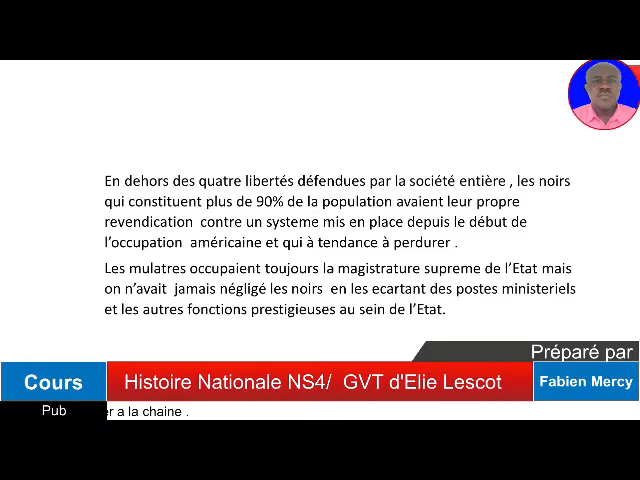 En dehors des quatre libertés défendues par la société entière , les noirs
qui constituent plus de 90% de la population avaient leur propre
revendication contre un systeme mis en place depuis le début de
l'occupation américaine et qui à tendance à perdurer .
Les mulatres occupaient toujours la magistrature supreme de l'Etat mais
on n'avait jamais négligé les noirs en les ecartant des postes ministeriels
et les autres fonctions prestigieuses au sein de l'Etat.
Préparé par
Cours
Histoire Nationale NS4/ GVT d'Elie Lescot
Fabien Mercy
Pub
er a la chaine .